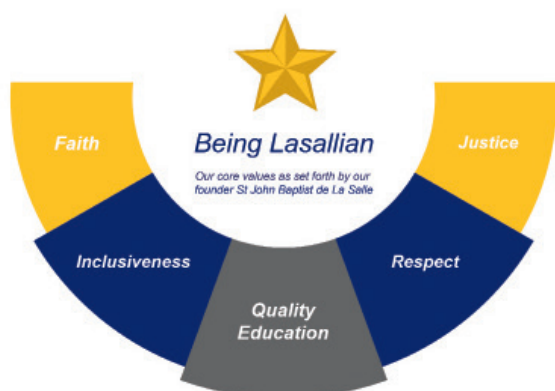 Faith
Justice
Being Lasallian
Our core values as set forth by our
founder St John Baptist de La Salle
Inclusiveness
Respect
Quality
Education